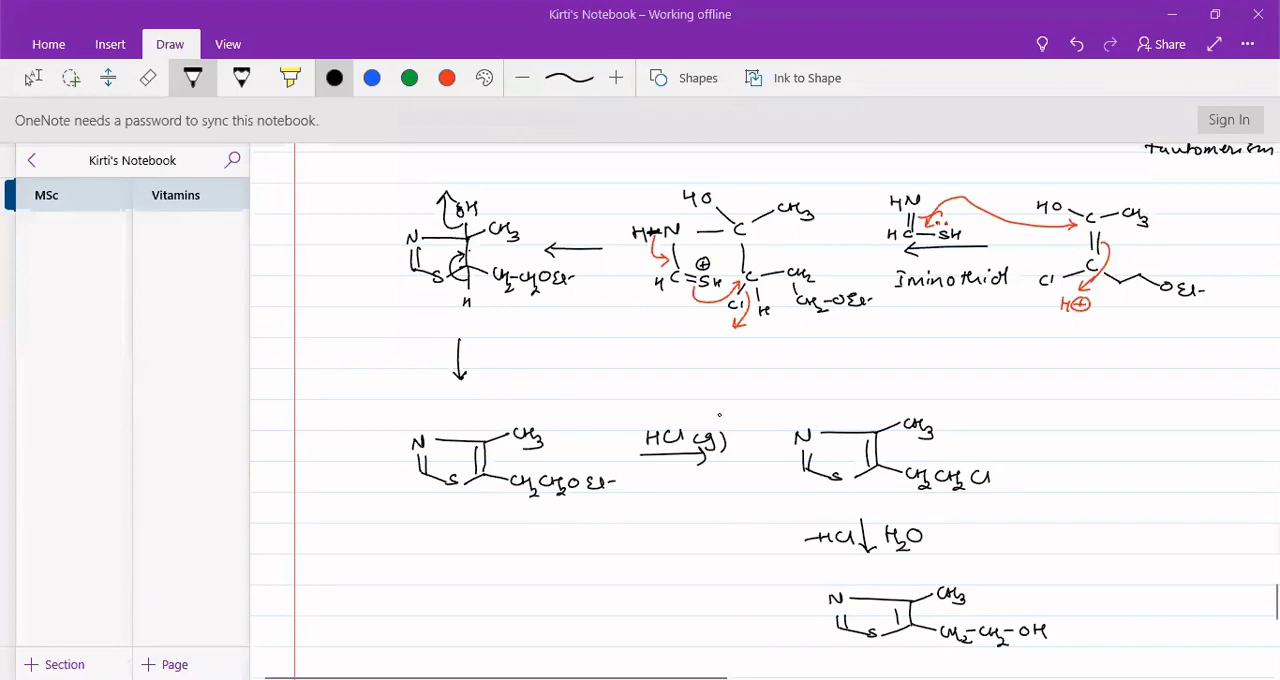 Kirti's Notebook – Working offline
Home Insert Draw View
Share
Shapes Ink to Shape
OneNote needs a password to sync this notebook.
Sign In
Kirti's Notebook
MSc
Vitamins
Section
Page
Tautomerism
OH
N CH3
S CH2-CH2OEt
H
HO
H-N C CH3
H C=SH ⊕ C CH2
Cl H CH2-OEt
HN
H C-SH
Iminothiol
HO C CH3
Cl C OEt
H⊕
N CH3
S CH2CH2OEt
HCl (g)
N CH3
S CH2CH2Cl
-HCl H2O
N CH3
S CH2-CH2-OH